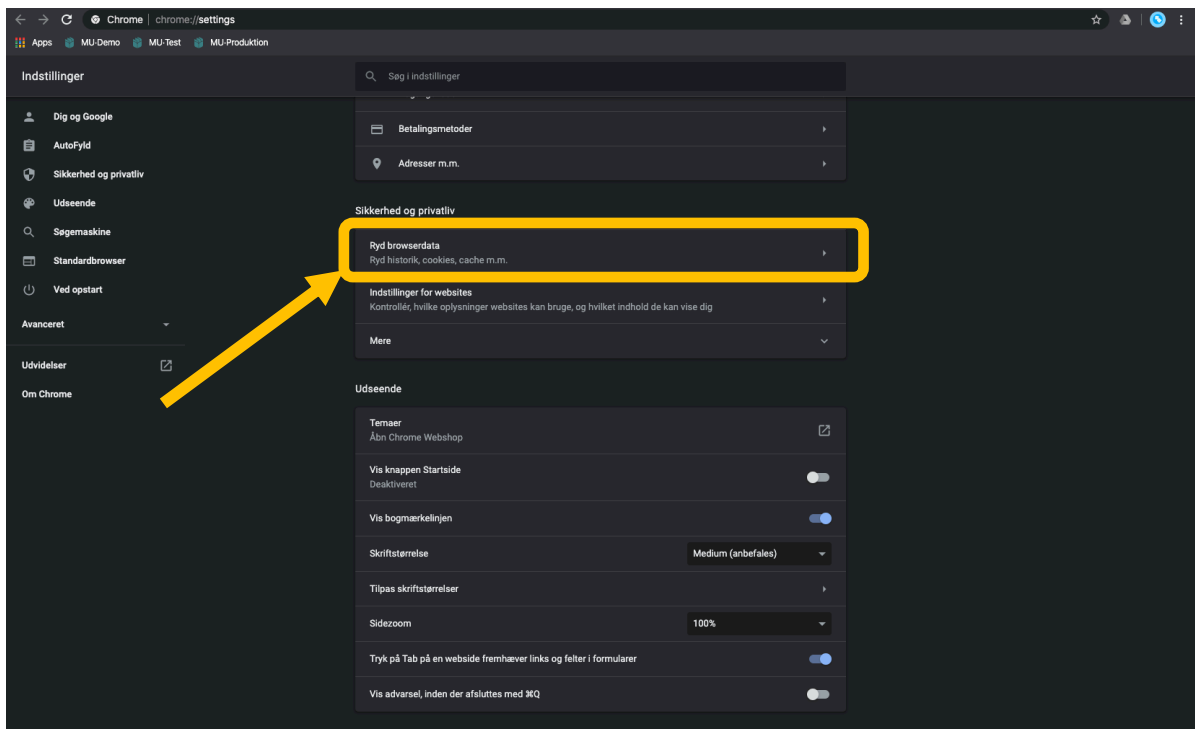 Chrome | chrome://settings
Apps MU-Demo MU-Test MU-Produktion
Indstillinger
Søg i indstillinger
Dig og Google
AutoFyld
Sikkerhed og privatliv
Udseende
Søgemaskine
Standardbrowser
Ved opstart
Avanceret
Udvidelser
Om Chrome
Betalingsmetoder
Adresser m.m.
Sikkerhed og privatliv
Ryd browserdata
Ryd historik, cookies, cache m.m.
Indstillinger for websites
Kontrollér, hvilke oplysninger websites kan bruge, og hvilket indhold de kan vise dig
Mere
Udseende
Temaer
Åbn Chrome Webshop
Vis knappen Startside
Deaktiveret
Vis bogmærkelinjen
Skriftstørrelse Medium (anbefales)
Tilpas skriftstørrelser
Sidezoom 100%
Tryk på Tab på en webside fremhæver links og felter i formularer
Vis advarsel, inden der afsluttes med ⌘Q